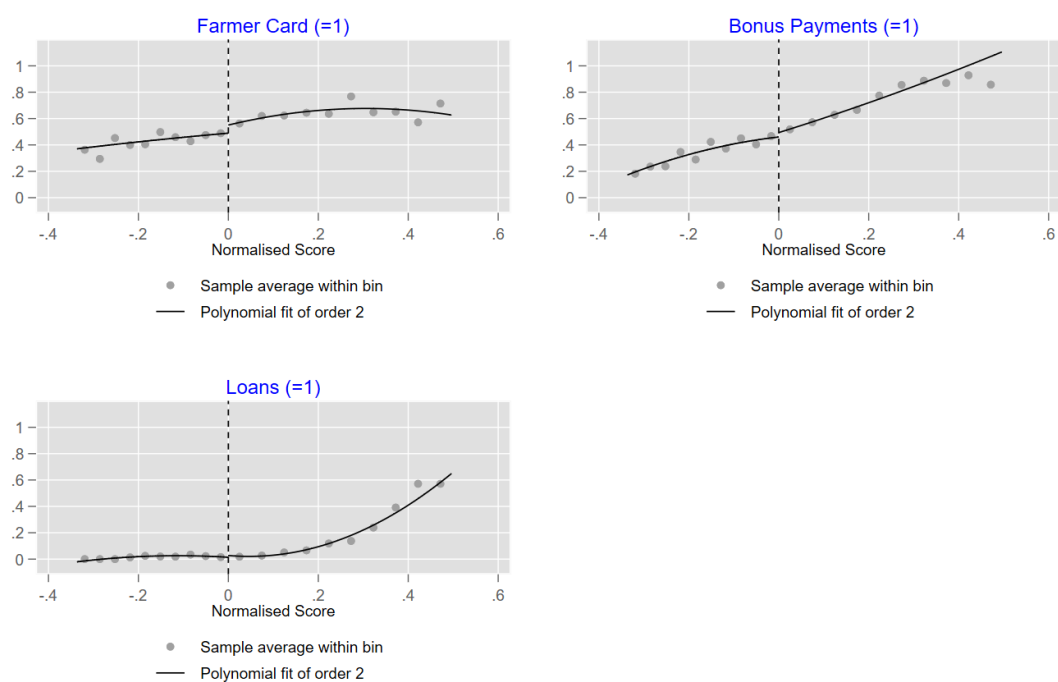 Farmer Card (=1)
1
.8
.6
.4
.2
0
-.4 -.2 0 .2 .4 .6
Normalised Score
Sample average within bin
Polynomial fit of order 2
Bonus Payments (=1)
1
.8
.6
.4
.2
0
-.4 -.2 0 .2 .4 .6
Normalised Score
Sample average within bin
Polynomial fit of order 2
Loans (=1)
1
.8
.6
.4
.2
0
-.4 -.2 0 .2 .4 .6
Normalised Score
Sample average within bin
Polynomial fit of order 2